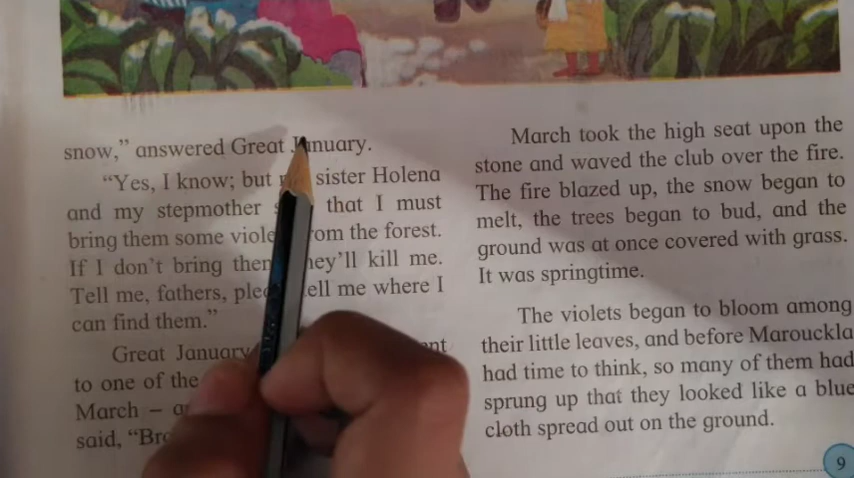 snow,” answered Great January.
“Yes, I know; but sister Holena
and my stepmother that I must
bring them some from the forest.
If I don’t bring them they’ll kill me.
Tell me, fathers, tell me where I
can find them.”
Great January
to one of the
March –
said,
March took the high seat upon the
stone and waved the club over the fire.
The fire blazed up, the snow began to
melt, the trees began to bud, and the
ground was at once covered with grass.
It was springtime.
The violets began to bloom among
their little leaves, and before Marouckla
had time to think, so many of them had
sprung up that they looked like a blue
cloth spread out on the ground.
9